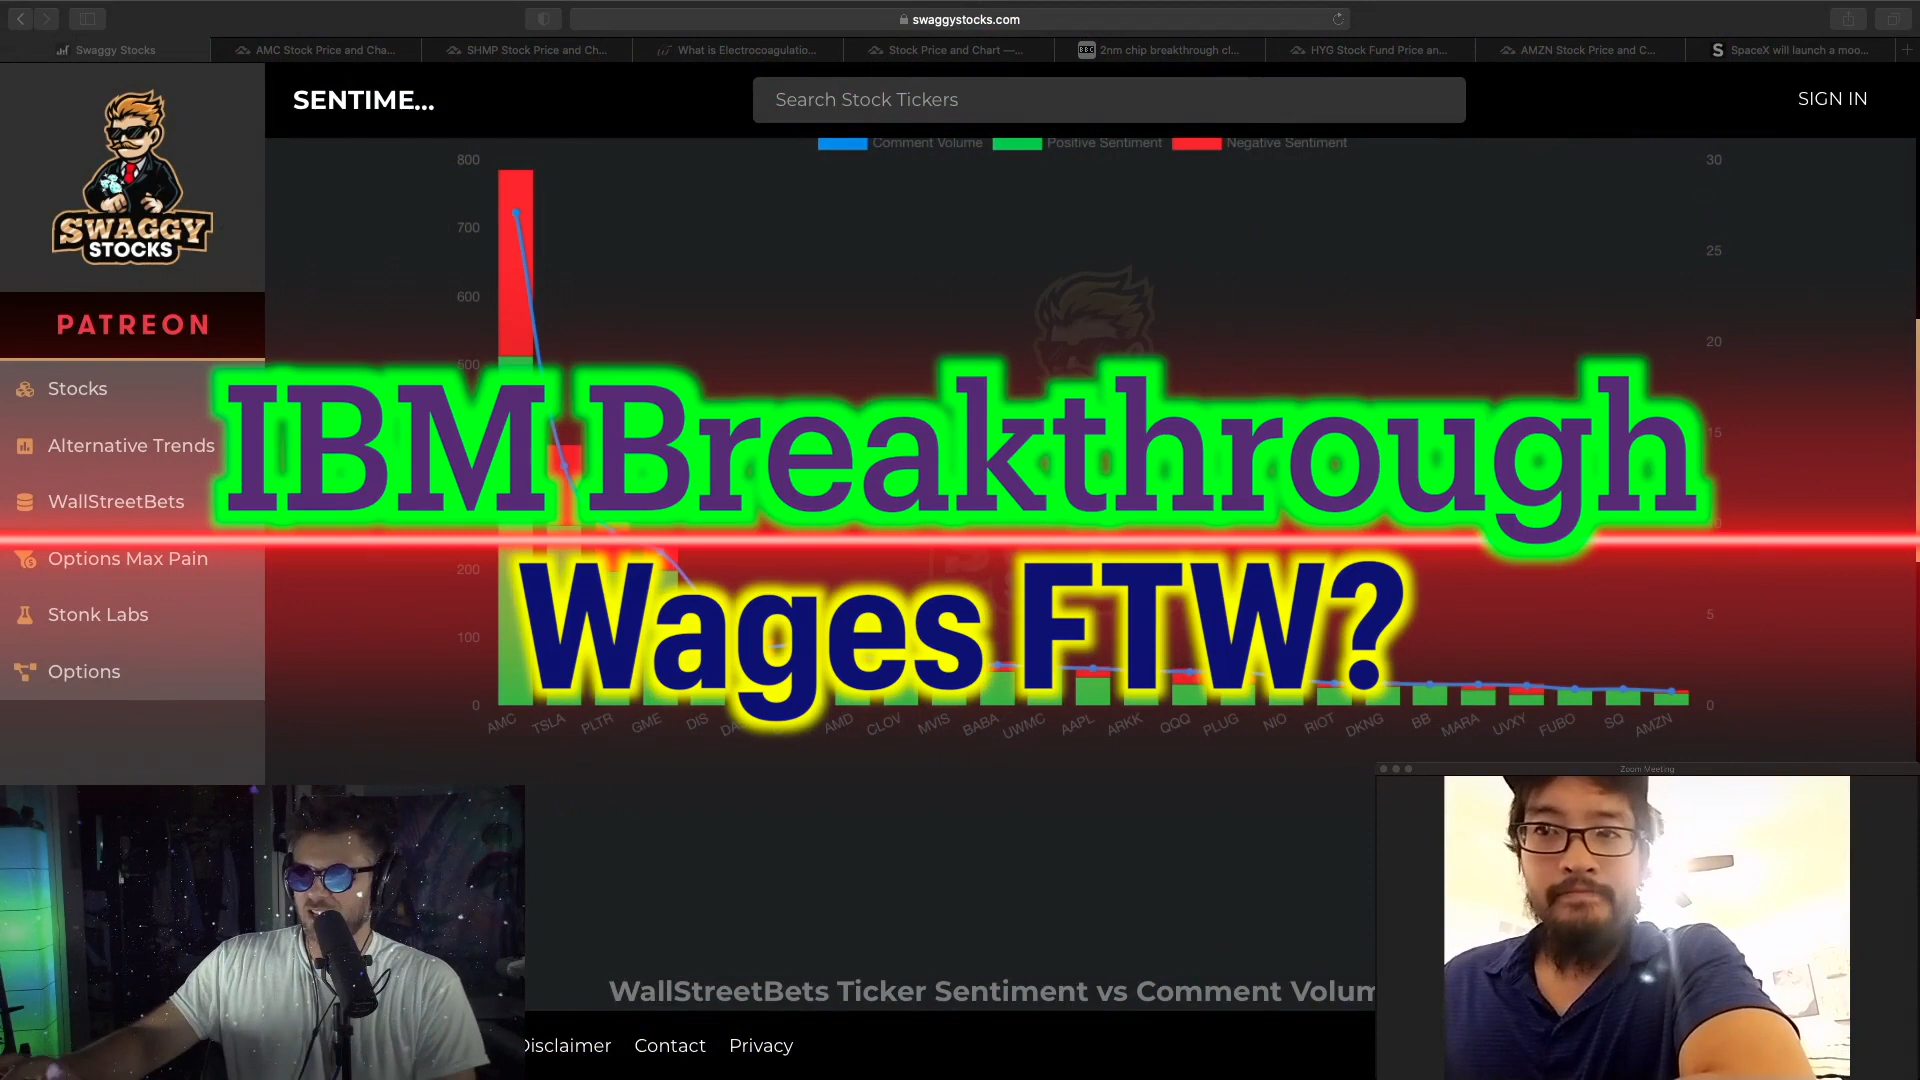 swaggystocks.com
Swaggy Stocks
AMC Stock Price and Cha...
SHMP Stock Price and Ch...
What is Electrocoagulatio...
Stock Price and Chart —...
BBC 2nm chip breakthrough cl...
HYG Stock Fund Price an...
AMZN Stock Price and C...
S SpaceX will launch a moo...
SENTIME...
Search Stock Tickers
SIGN IN
SWAGGY
STOCKS
PATREON
Stocks
Alternative Trends
WallStreetBets
Options Max Pain
Stonk Labs
Options
Comment Volume
Positive Sentiment
Negative Sentiment
800
700
600
500
200
100
0
30
25
20
15
5
0
IBM Breakthrough
Wages FTW?
AMC
TSLA
PLTR
GME
DIS
AMD
CLOV
MVIS
BABA
UWMC
AAPL
ARKK
QQQ
PLUG
NIO
RIOT
DKNG
BB
MARA
UVXY
FUBO
SQ
AMZN
Zoom Meeting
WallStreetBets Ticker Sentiment vs Comment Volum
Disclaimer
Contact
Privacy